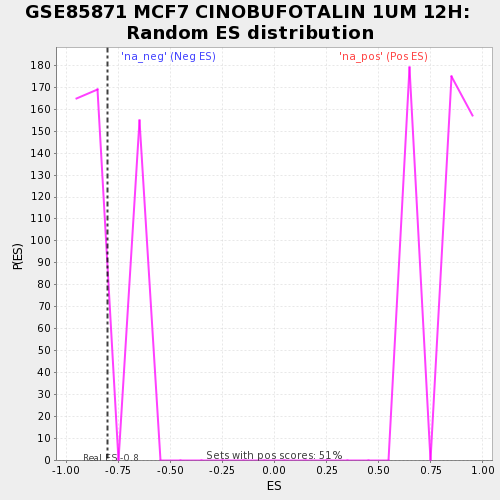 GSE85871 MCF7 CINOBUFOTALIN 1UM 12H:
Random ES distribution
'na_neg' (Neg ES)
'na_pos' (Pos ES)
180
170
160
150
140
130
120
110
100
90
80
70
60
50
40
30
20
10
0
P(ES)
Real ES -0.8
Sets with pos scores: 51%
-1.00 -0.75 -0.50 -0.25 0.00 0.25 0.50 0.75 1.00
ES